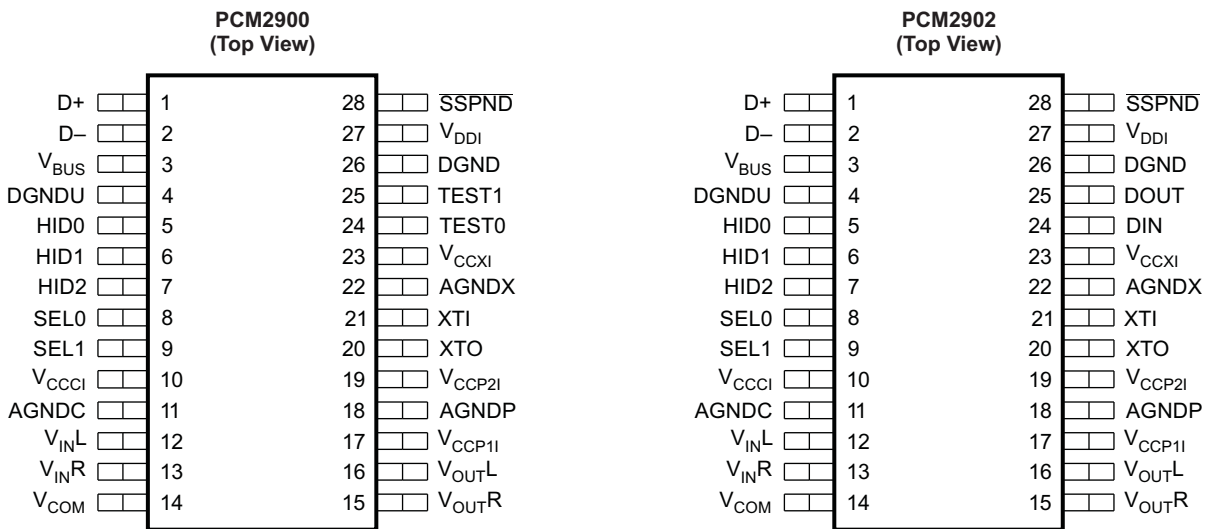 PCM2900
(Top View)
D+ 1 28 S̅S̅P̅N̅D̅
D– 2 27 VDDI
VBUS 3 26 DGND
DGNDU 4 25 TEST1
HID0 5 24 TEST0
HID1 6 23 VCCXI
HID2 7 22 AGNDX
SEL0 8 21 XTI
SEL1 9 20 XTO
VCCCI 10 19 VCCP2I
AGNDC 11 18 AGNDP
VINL 12 17 VCCP1I
VINR 13 16 VOUTL
VCOM 14 15 VOUTR
PCM2902
(Top View)
D+ 1 28 S̅S̅P̅N̅D̅
D– 2 27 VDDI
VBUS 3 26 DGND
DGNDU 4 25 DOUT
HID0 5 24 DIN
HID1 6 23 VCCXI
HID2 7 22 AGNDX
SEL0 8 21 XTI
SEL1 9 20 XTO
VCCCI 10 19 VCCP2I
AGNDC 11 18 AGNDP
VINL 12 17 VCCP1I
VINR 13 16 VOUTL
VCOM 14 15 VOUTR